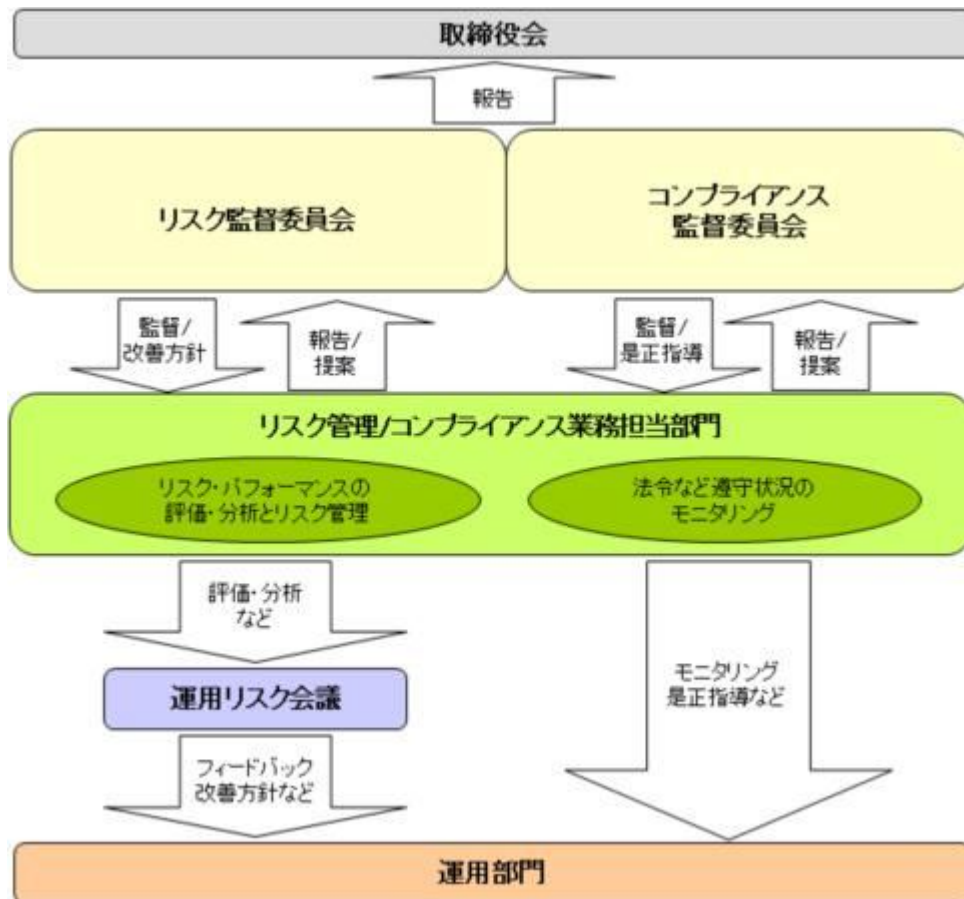 取締役会
報告
リスク監督委員会
コンプライアンス
監督委員会
監督/
改善方針
報告/
提案
監督/
是正指導
報告/
提案
リスク管理/コンプライアンス業務担当部門
リスク・パフォーマンスの
評価・分析とリスク管理
法令など遵守状況の
モニタリング
評価・分析
など
運用リスク会議
モニタリング
是正指導など
フィードバック
改善方針など
運用部門